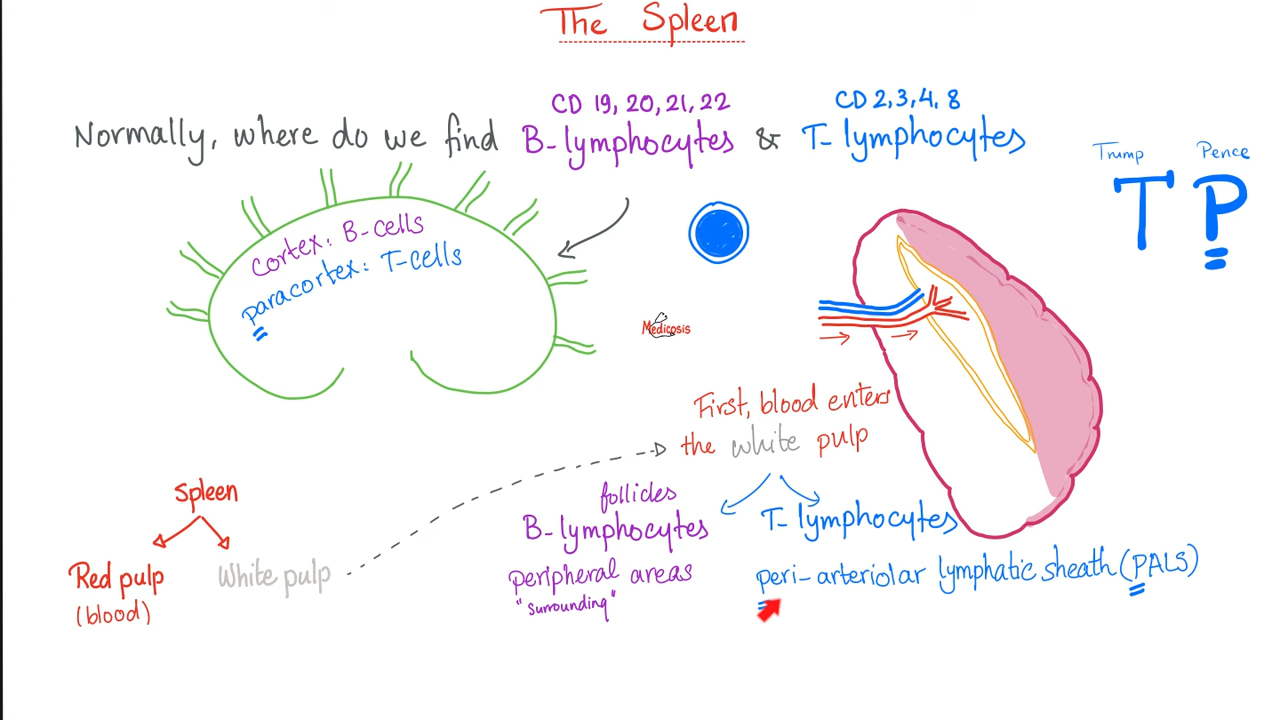 The Spleen
CD 19, 20, 21, 22
CD 2, 3, 4, 8
Normally, where do we find B-lymphocytes & T-lymphocytes
Trump Pence
T P
cortex: B-cells
paracortex: T-cells
Medicosis
First, blood enters
the white pulp
Spleen
Red pulp
(blood)
White pulp
follicles
B-lymphocytes
peripheral areas
"surrounding"
T-lymphocytes
peri-arteriolar lymphatic sheath (PALS)